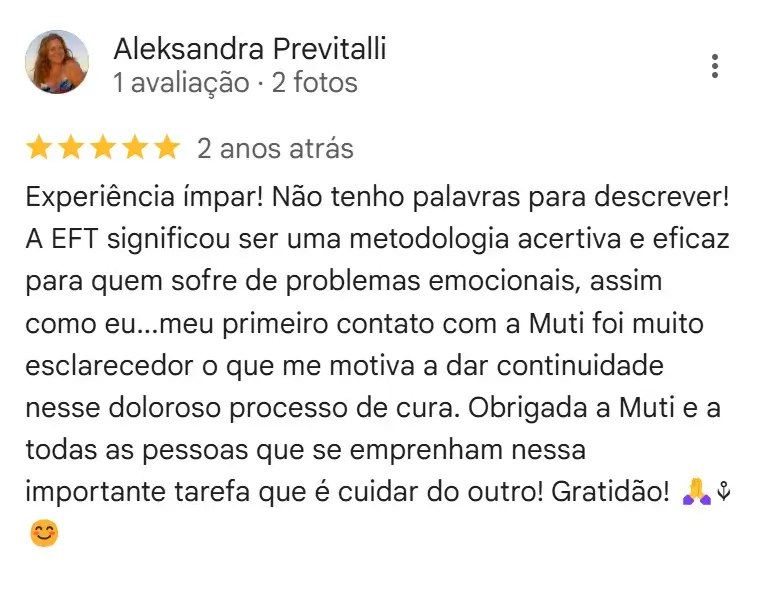 Aleksandra Previtalli
1 avaliação · 2 fotos
2 anos atrás
Experiência ímpar! Não tenho palavras para descrever!
A EFT significou ser uma metodologia acertiva e eficaz
para quem sofre de problemas emocionais, assim
como eu...meu primeiro contato com a Muti foi muito
esclarecedor o que me motiva a dar continuidade
nesse doloroso processo de cura. Obrigada a Muti e a
todas as pessoas que se emprenham nessa
importante tarefa que é cuidar do outro! Gratidão! 🙏⚓
😊